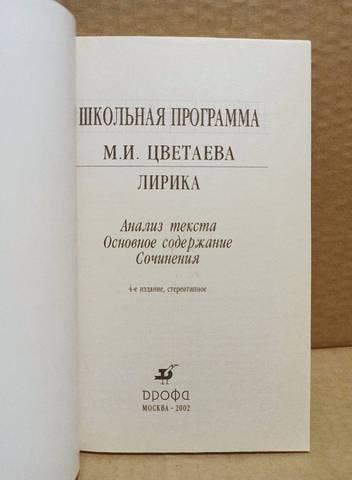 ШКОЛЬНАЯ ПРОГРАММА
М.И. ЦВЕТАЕВА
ЛИРИКА
Анализ текста
Основное содержание
Сочинения
4-е издание, стереотипное
дрофа
МОСКВА • 2002